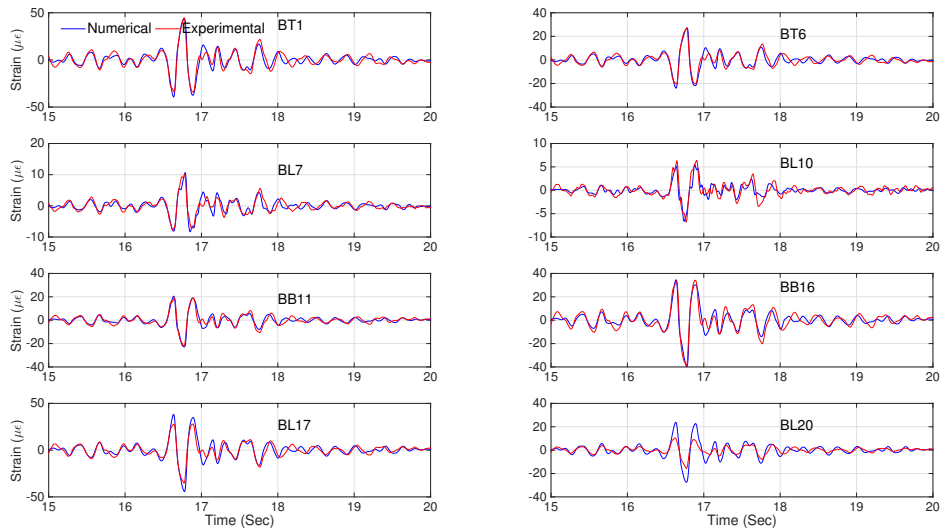 50
0
-50
Strain (με)
Numerical
Experimental
BT1
15 16 17 18 19 20
40
20
0
-20
-40
BT6
15 16 17 18 19 20
20
10
0
-10
Strain (με)
BL7
15 16 17 18 19 20
10
5
0
-5
-10
BL10
15 16 17 18 19 20
40
20
0
-20
-40
Strain (με)
BB11
15 16 17 18 19 20
40
20
0
-20
-40
BB16
15 16 17 18 19 20
50
0
-50
Strain (με)
BL17
15 16 17 18 19 20
Time (Sec)
40
20
0
-20
-40
BL20
15 16 17 18 19 20
Time (Sec)